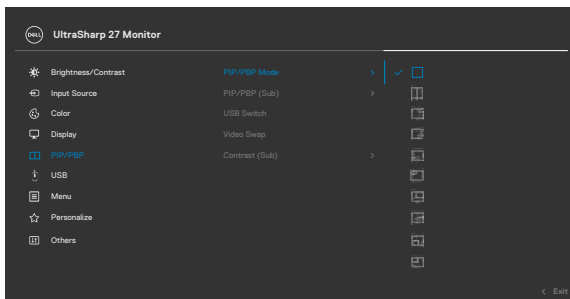 DELL UltraSharp 27 Monitor
Brightness/Contrast PIP/PBP Mode
Input Source PIP/PBP (Sub)
Color USB Switch
Display Video Swap
PIP/PBP Contrast (Sub)
USB
Menu
Personalize
Others
Exit